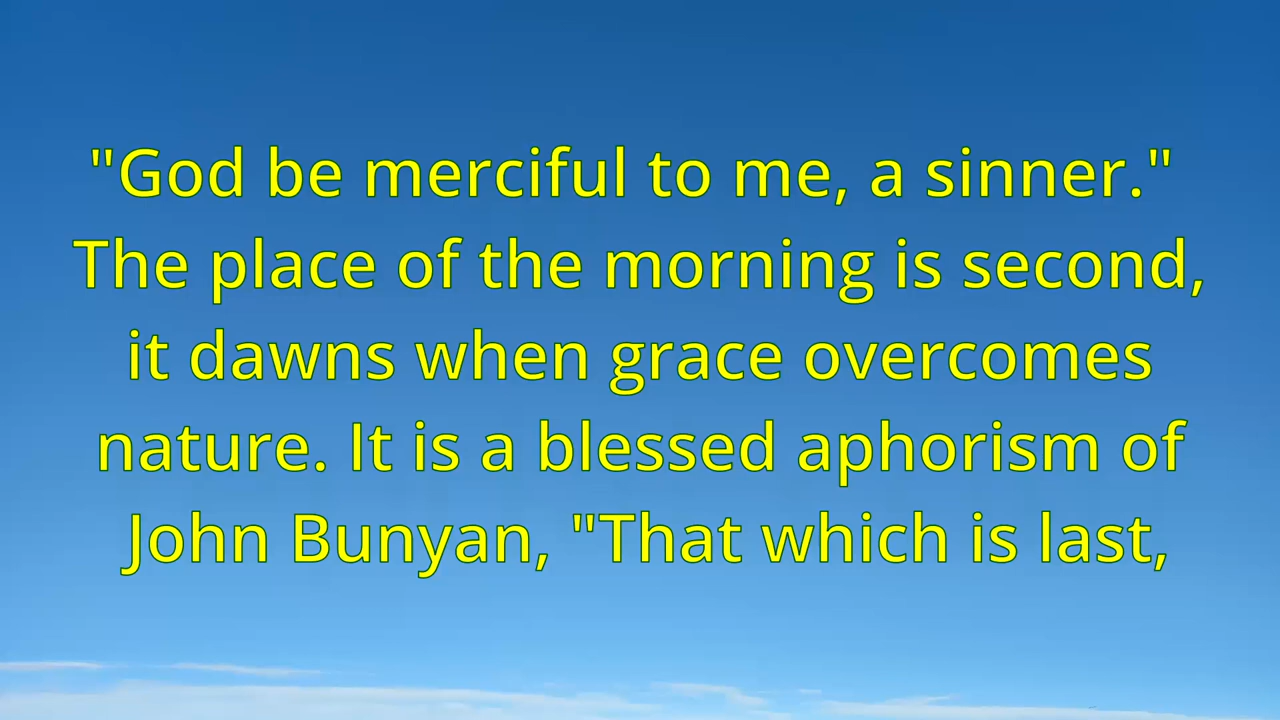 "God be merciful to me, a sinner."
The place of the morning is second,
it dawns when grace overcomes
nature. It is a blessed aphorism of
John Bunyan, "That which is last,